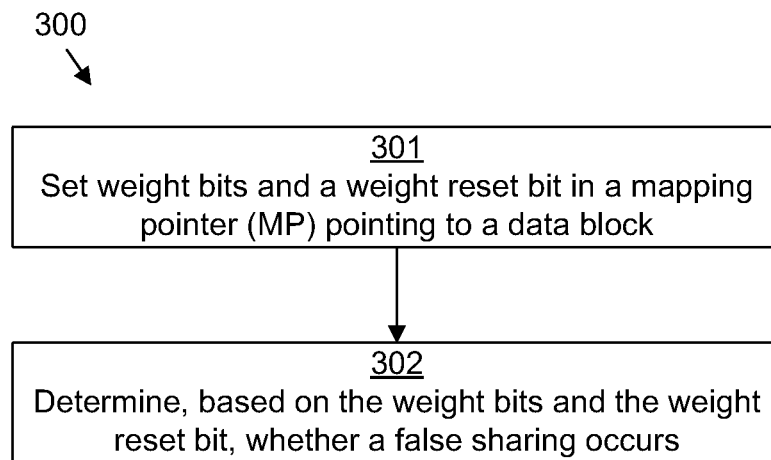 300
301
Set weight bits and a weight reset bit in a mapping
pointer (MP) pointing to a data block
302
Determine, based on the weight bits and the weight
reset bit, whether a false sharing occurs